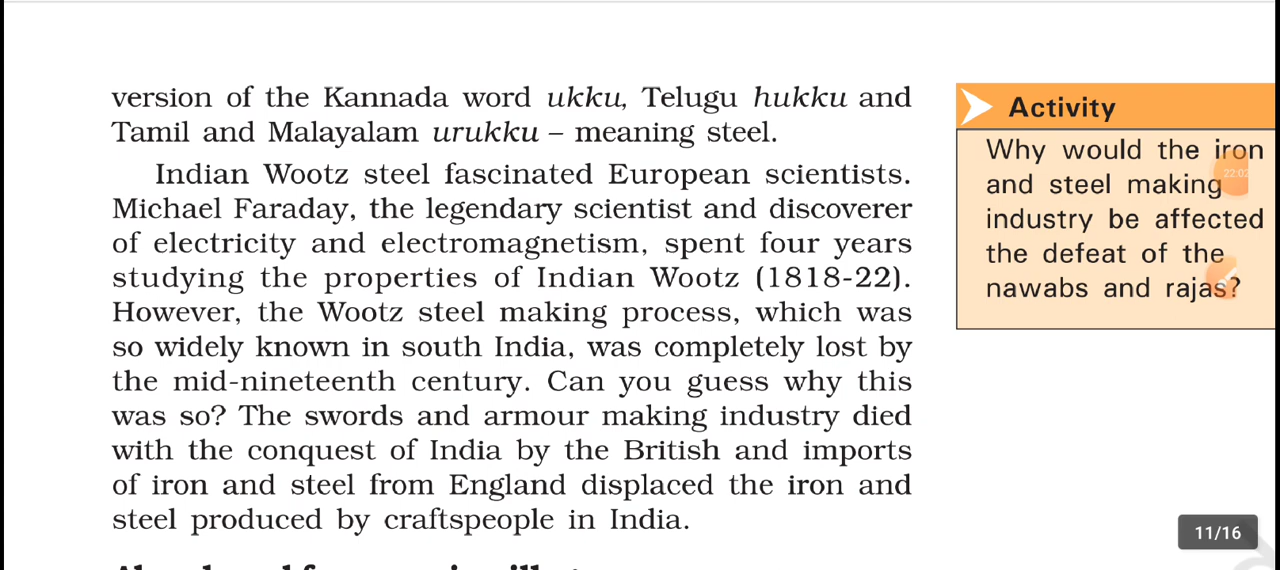 version of the Kannada word ukku, Telugu hukku and
Tamil and Malayalam urukku – meaning steel.
Indian Wootz steel fascinated European scientists.
Michael Faraday, the legendary scientist and discoverer
of electricity and electromagnetism, spent four years
studying the properties of Indian Wootz (1818-22).
However, the Wootz steel making process, which was
so widely known in south India, was completely lost by
the mid-nineteenth century. Can you guess why this
was so? The swords and armour making industry died
with the conquest of India by the British and imports
of iron and steel from England displaced the iron and
steel produced by craftspeople in India.
Activity
Why would the iron
and steel making
industry be affected
the defeat of the
nawabs and rajas?
22:02
11/16